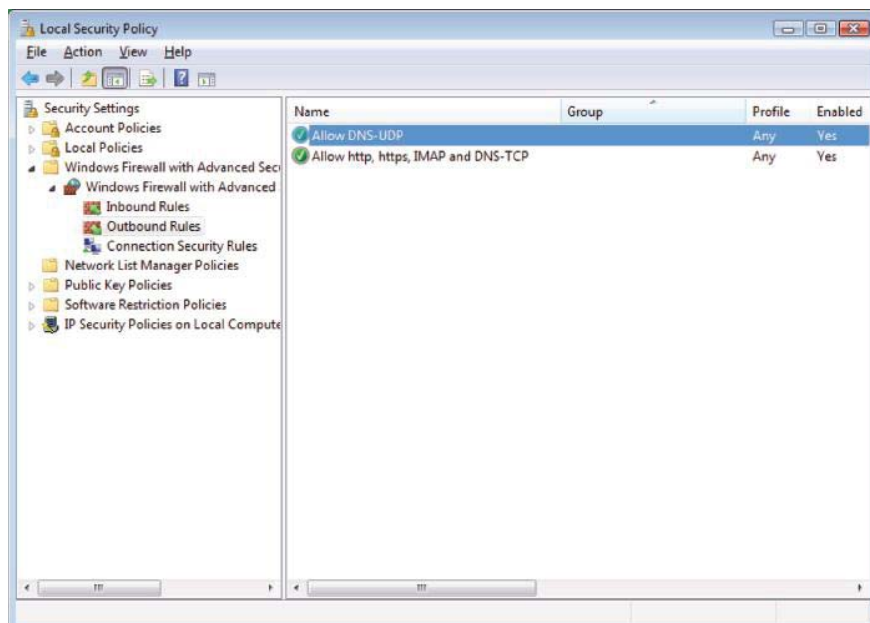 Local Security Policy
File Action View Help
Security Settings
Account Policies
Local Policies
Windows Firewall with Advanced Secu
Windows Firewall with Advanced
Inbound Rules
Outbound Rules
Connection Security Rules
Network List Manager Policies
Public Key Policies
Software Restriction Policies
IP Security Policies on Local Compute
Name Group Profile Enabled
Allow DNS-UDP Any Yes
Allow http, https, IMAP and DNS-TCP Any Yes